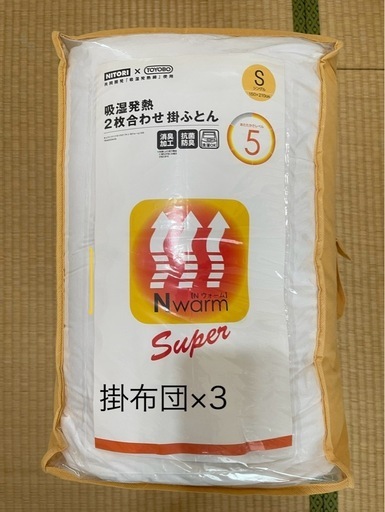 NITORI × TOYOBO
S
シングル
吸湿発熱
2枚合わせ掛ふとん
消臭
加工
抗菌
防臭
5
Nwarm
[Nウォーム]
Super
掛布団×3